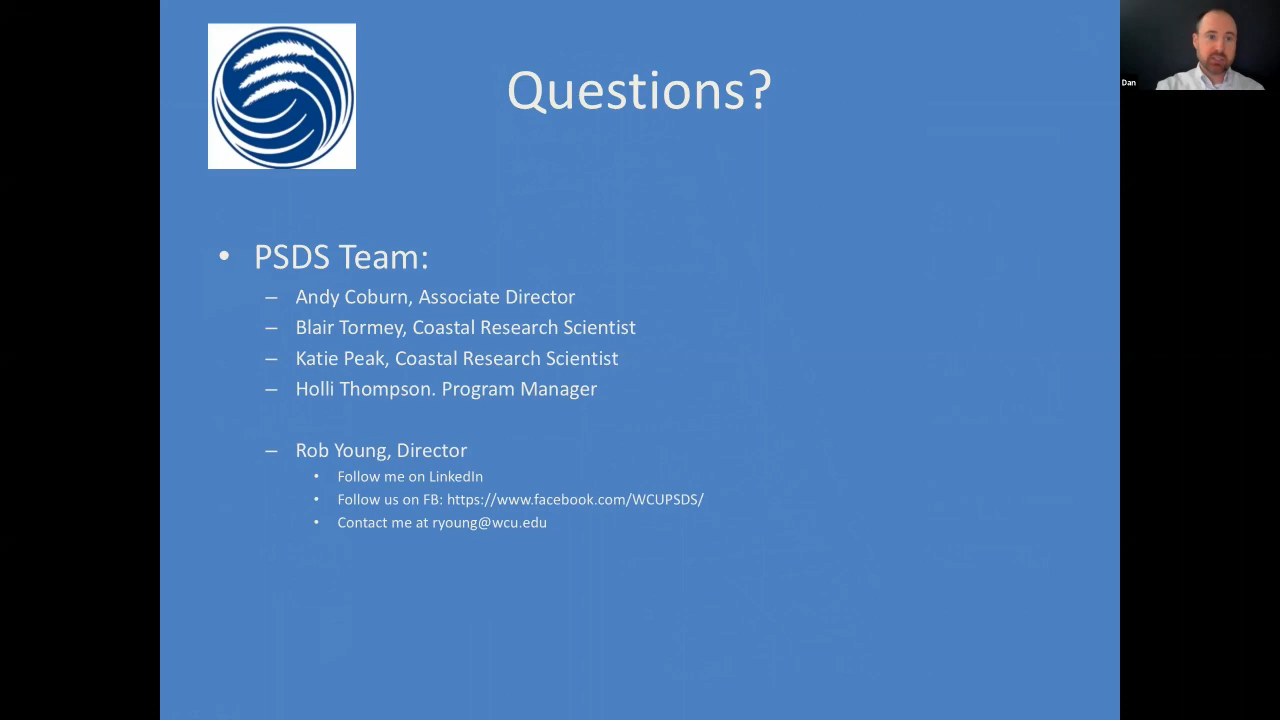 Questions?
Dan
• PSDS Team:
– Andy Coburn, Associate Director
– Blair Tormey, Coastal Research Scientist
– Katie Peak, Coastal Research Scientist
– Holli Thompson. Program Manager
– Rob Young, Director
• Follow me on LinkedIn
• Follow us on FB: https://www.facebook.com/WCUPSDS/
• Contact me at ryoung@wcu.edu